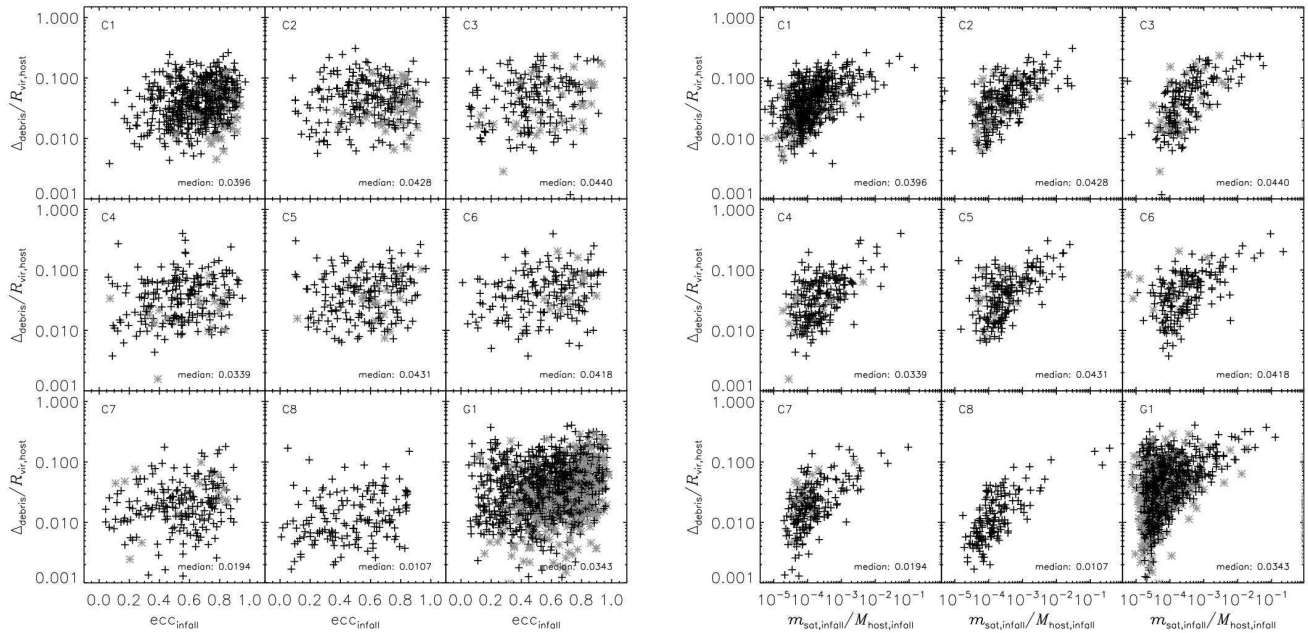 C1 C2 C3 C1 C2 C3
1.000 1.000
0.100 0.100
0.010 0.010
0.001 0.001
Δdebris/Rvir,host Δdebris/Rvir,host
median: 0.0396 median: 0.0428 median: 0.0440 median: 0.0396 median: 0.0428 median: 0.0440
C4 C5 C6 C4 C5 C6
1.000 1.000
0.100 0.100
0.010 0.010
0.001 0.001
Δdebris/Rvir,host Δdebris/Rvir,host
median: 0.0339 median: 0.0431 median: 0.0418 median: 0.0339 median: 0.0431 median: 0.0418
C7 C8 G1 C7 C8 G1
1.000 1.000
0.100 0.100
0.010 0.010
0.001 0.001
Δdebris/Rvir,host Δdebris/Rvir,host
median: 0.0194 median: 0.0107 median: 0.0343 median: 0.0194 median: 0.0107 median: 0.0343
0.0 0.2 0.4 0.6 0.8 0.0 0.2 0.4 0.6 0.8 0.0 0.2 0.4 0.6 0.8 1.0 10⁻⁵ 10⁻⁴ 10⁻³ 10⁻² 10⁻¹ 10⁻⁵ 10⁻⁴ 10⁻³ 10⁻² 10⁻¹ 10⁻⁵ 10⁻⁴ 10⁻³ 10⁻² 10⁻¹
eccinfall eccinfall eccinfall msat,infall/Mhost,infall msat,infall/Mhost,infall msat,infall/Mhost,infall